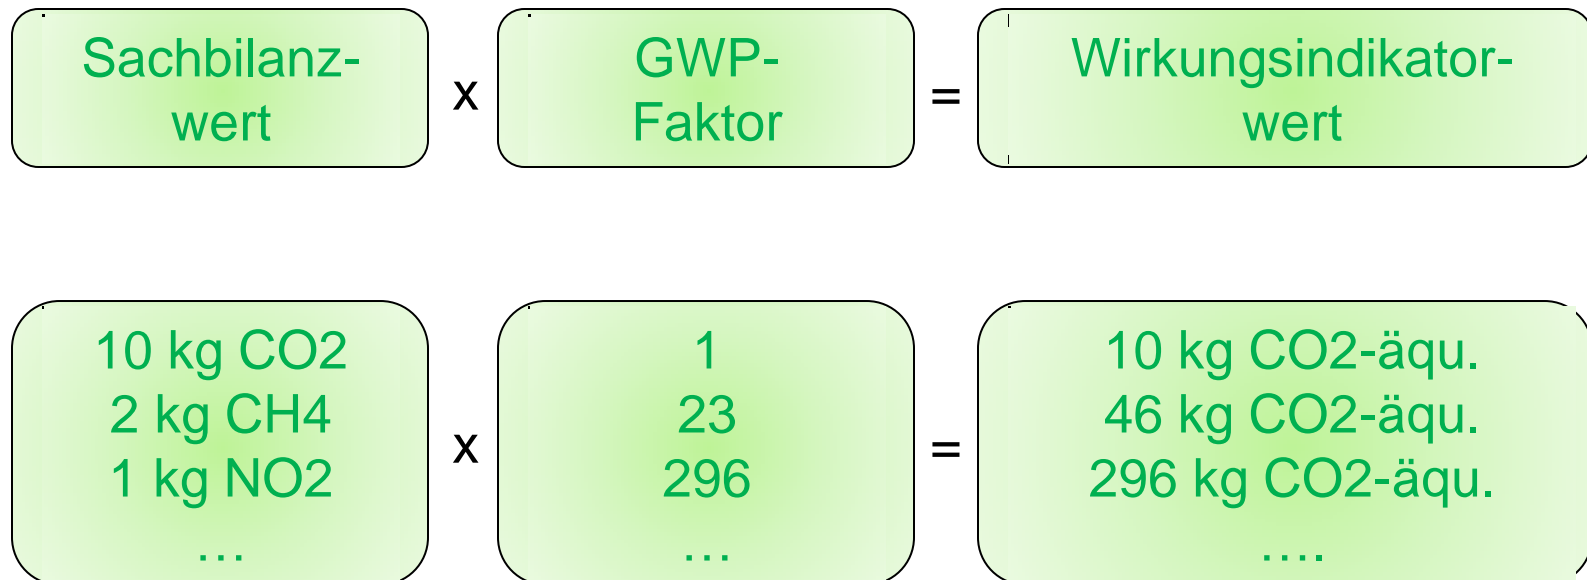 Sachbilanz-
wert
x
GWP-
Faktor
=
Wirkungsindikator-
wert
10 kg CO2
2 kg CH4
1 kg NO2
…
x
1
23
296
…
=
10 kg CO2-äqu.
46 kg CO2-äqu.
296 kg CO2-äqu.
….